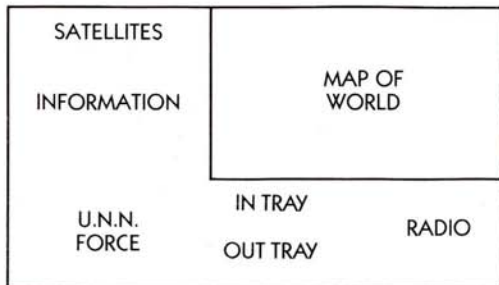 SATELLITES
INFORMATION
MAP OF
WORLD
U.N.N.
FORCE
IN TRAY
OUT TRAY
RADIO